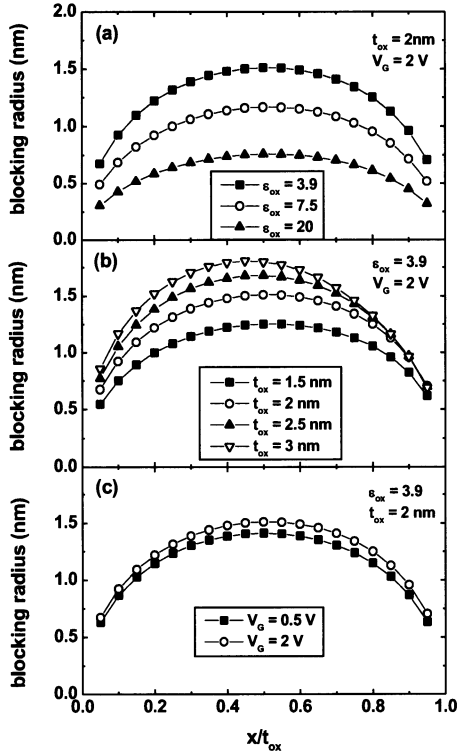 (a)
t_ox = 2nm
V_G = 2 V
blocking radius (nm)
2.0
1.5
1.0
0.5
0.0
ε_ox = 3.9
ε_ox = 7.5
ε_ox = 20
(b)
ε_ox = 3.9
V_G = 2 V
blocking radius (nm)
1.5
1.0
0.5
0.0
t_ox = 1.5 nm
t_ox = 2 nm
t_ox = 2.5 nm
t_ox = 3 nm
(c)
ε_ox = 3.9
t_ox = 2 nm
blocking radius (nm)
1.5
1.0
0.5
0.0
V_G = 0.5 V
V_G = 2 V
0.0 0.2 0.4 0.6 0.8 1.0
x/t_ox